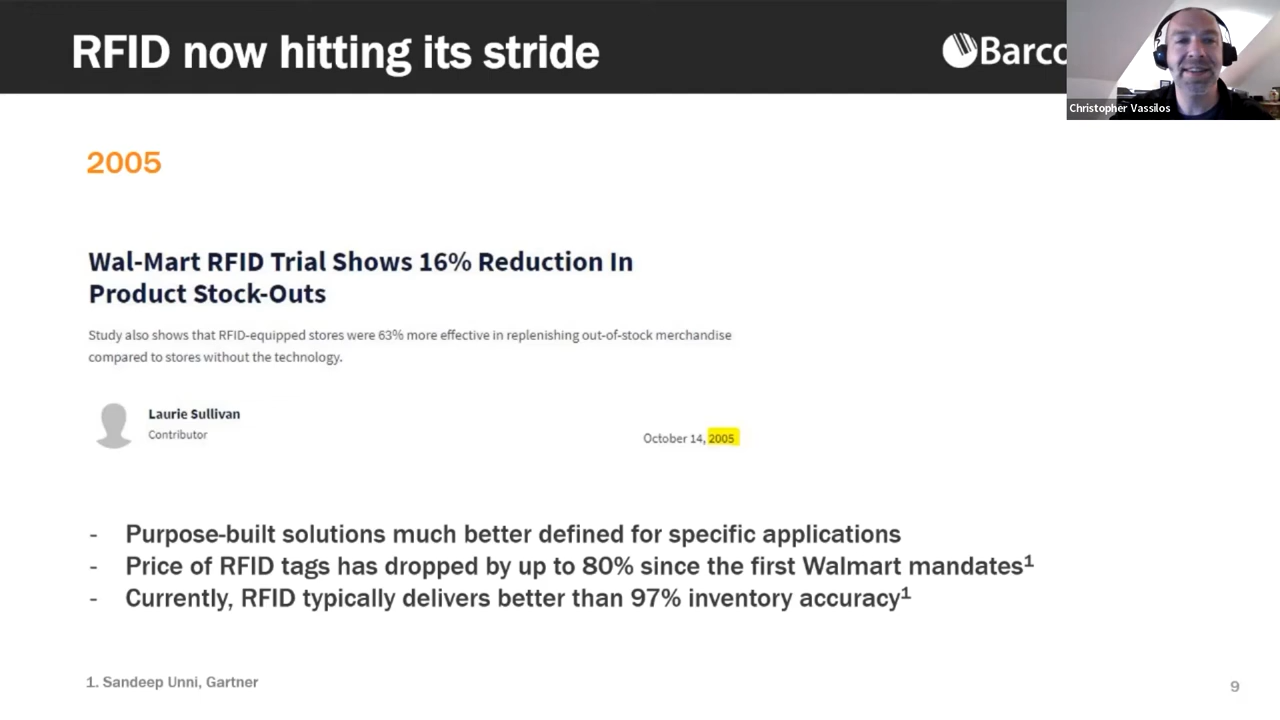 RFID now hitting its stride
Barco
Christopher Vassilos
2005
Wal-Mart RFID Trial Shows 16% Reduction In
Product Stock-Outs
Study also shows that RFID-equipped stores were 63% more effective in replenishing out-of-stock merchandise
compared to stores without the technology.
Laurie Sullivan
Contributor
October 14, 2005
- Purpose-built solutions much better defined for specific applications
- Price of RFID tags has dropped by up to 80% since the first Walmart mandates¹
- Currently, RFID typically delivers better than 97% inventory accuracy¹
1. Sandeep Unni, Gartner
9